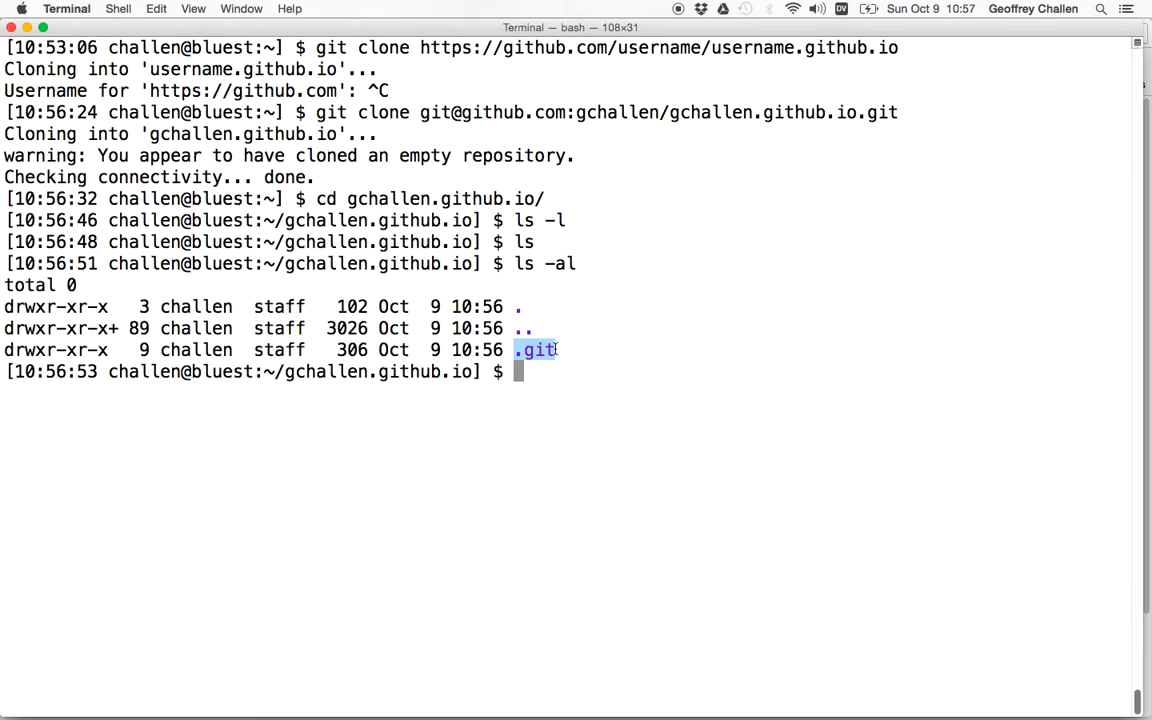 Terminal Shell Edit View Window Help DV Sun Oct 9 10:57 Geoffrey Challen
Terminal — bash — 108×31
[10:53:06 challen@bluest:~] $ git clone https://github.com/username/username.github.io
Cloning into 'username.github.io'...
Username for 'https://github.com': ^C
[10:56:24 challen@bluest:~] $ git clone git@github.com:gchallen/gchallen.github.io.git
Cloning into 'gchallen.github.io'...
warning: You appear to have cloned an empty repository.
Checking connectivity... done.
[10:56:32 challen@bluest:~] $ cd gchallen.github.io/
[10:56:46 challen@bluest:~/gchallen.github.io] $ ls -l
[10:56:48 challen@bluest:~/gchallen.github.io] $ ls
[10:56:51 challen@bluest:~/gchallen.github.io] $ ls -al
total 0
drwxr-xr-x   3 challen  staff   102 Oct  9 10:56 .
drwxr-xr-x+ 89 challen  staff  3026 Oct  9 10:56 ..
drwxr-xr-x   9 challen  staff   306 Oct  9 10:56 .git
[10:56:53 challen@bluest:~/gchallen.github.io] $